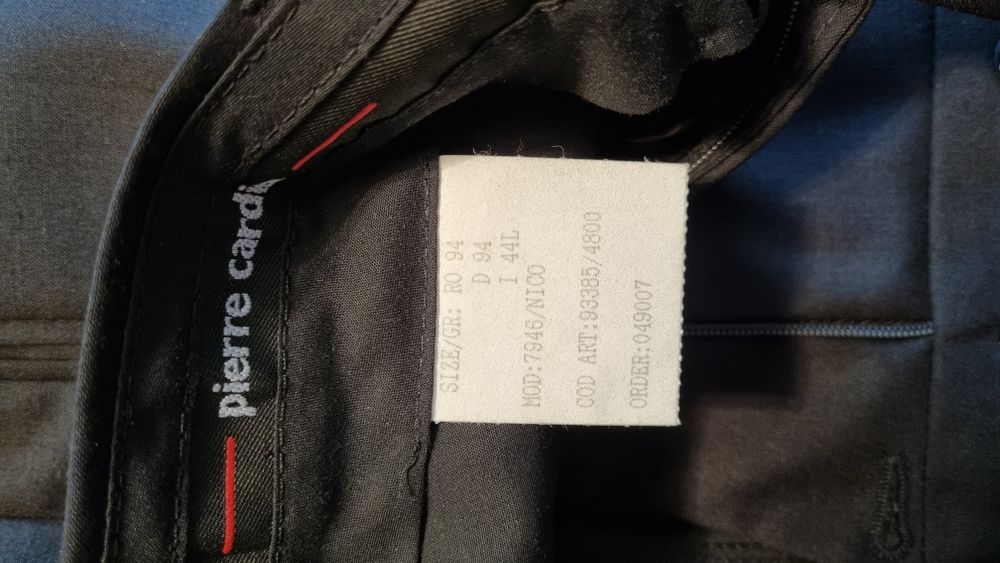 pierre cardi
SIZE/GR: RO 94
D 94
I 44L
MOD:7946/NICO
COD ART:93385/4800
ORDER:049007